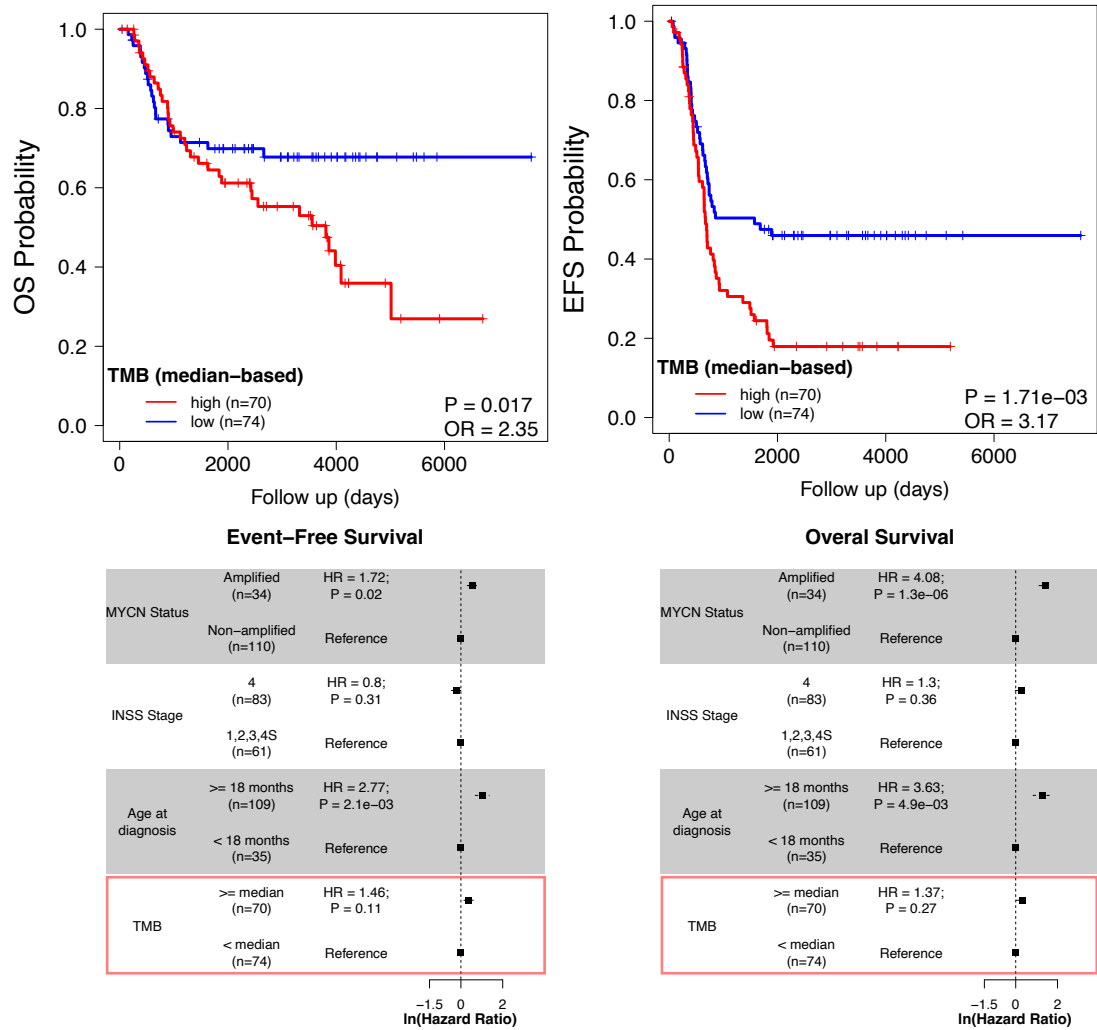 1.0
0.8
0.6
0.4
0.2
0.0
OS Probability
TMB (median−based)
high (n=70)
low (n=74)
P = 0.017
OR = 2.35
0 2000 4000 6000
Follow up (days)
1.0
0.8
0.6
0.4
0.2
0.0
EFS Probability
TMB (median−based)
high (n=70)
low (n=74)
P = 1.71e−03
OR = 3.17
0 2000 4000 6000
Follow up (days)
Event−Free Survival
MYCN Status
Amplified
(n=34)
HR = 1.72;
P = 0.02
Non−amplified
(n=110)
Reference
INSS Stage
4
(n=83)
HR = 0.8;
P = 0.31
1,2,3,4S
(n=61)
Reference
Age at
diagnosis
>= 18 months
(n=109)
HR = 2.77;
P = 2.1e−03
< 18 months
(n=35)
Reference
TMB
>= median
(n=70)
HR = 1.46;
P = 0.11
< median
(n=74)
Reference
−1.5 0 2
ln(Hazard Ratio)
Overal Survival
MYCN Status
Amplified
(n=34)
HR = 4.08;
P = 1.3e−06
Non−amplified
(n=110)
Reference
INSS Stage
4
(n=83)
HR = 1.3;
P = 0.36
1,2,3,4S
(n=61)
Reference
Age at
diagnosis
>= 18 months
(n=109)
HR = 3.63;
P = 4.9e−03
< 18 months
(n=35)
Reference
TMB
>= median
(n=70)
HR = 1.37;
P = 0.27
< median
(n=74)
Reference
−1.5 0 2
ln(Hazard Ratio)